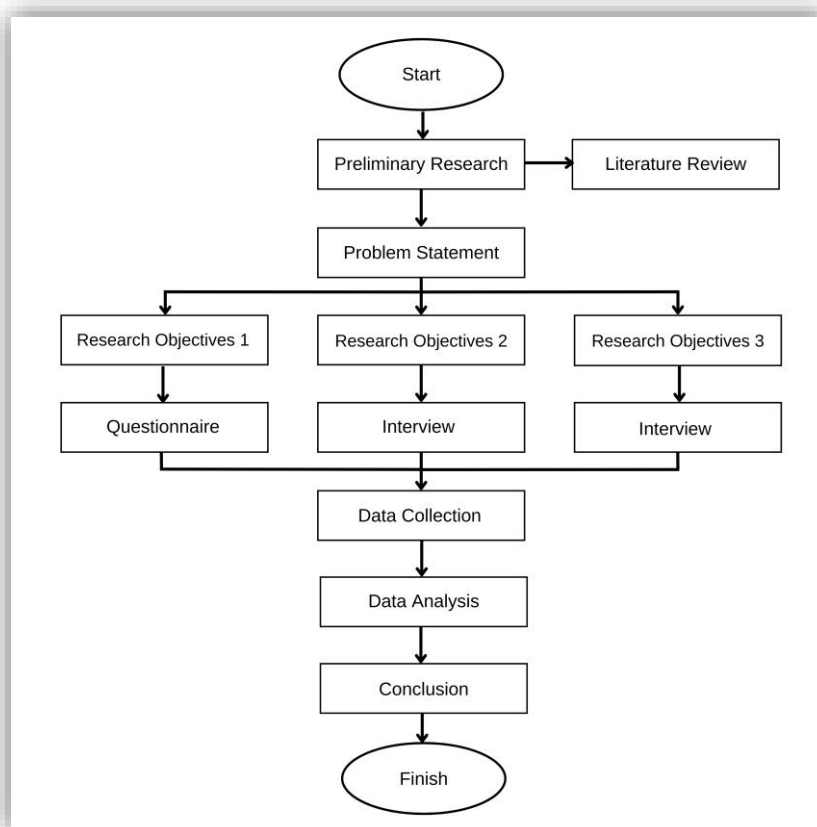 Start
Preliminary Research
Literature Review
Problem Statement
Research Objectives 1
Research Objectives 2
Research Objectives 3
Questionnaire
Interview
Interview
Data Collection
Data Analysis
Conclusion
Finish